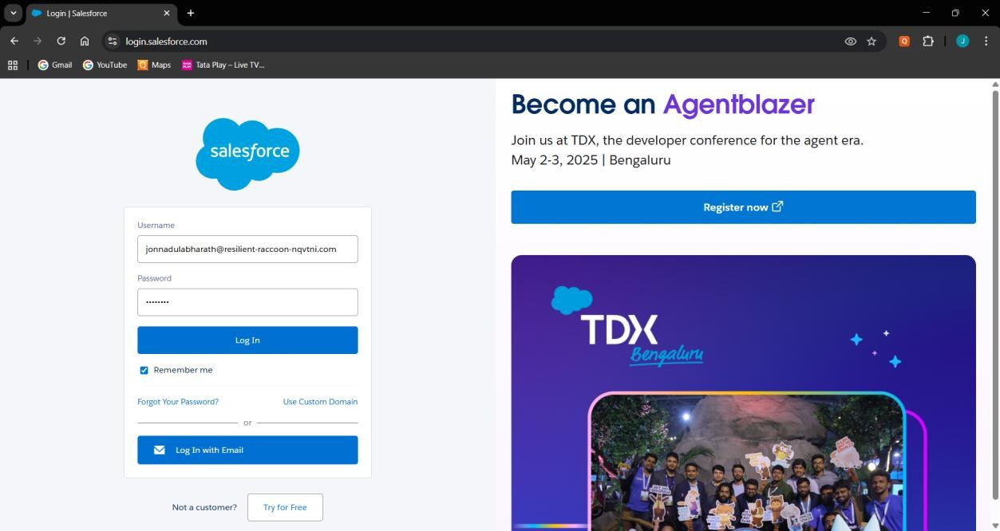 Login | Salesforce
login.salesforce.com
Q
J
Gmail
YouTube
Maps
Tata Play – Live TV...
salesforce
Username
jonnadulabharath@resilient-raccoon-nqvtni.com
Password
••••••••
Log In
Remember me
Forgot Your Password?
Use Custom Domain
or
Log In with Email
Not a customer?
Try for Free
Become an Agentblazer
Join us at TDX, the developer conference for the agent era.
May 2-3, 2025 | Bengaluru
Register now
TDX
Bengaluru